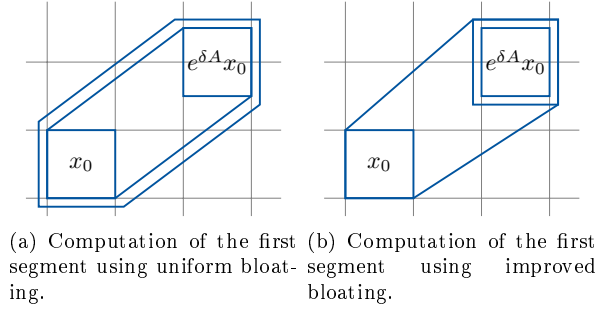 e^{δA}x_0
x_0
e^{δA}x_0
x_0
(a) Computation of the first
segment using uniform bloat-
ing.
(b) Computation of the first
segment using improved
bloating.